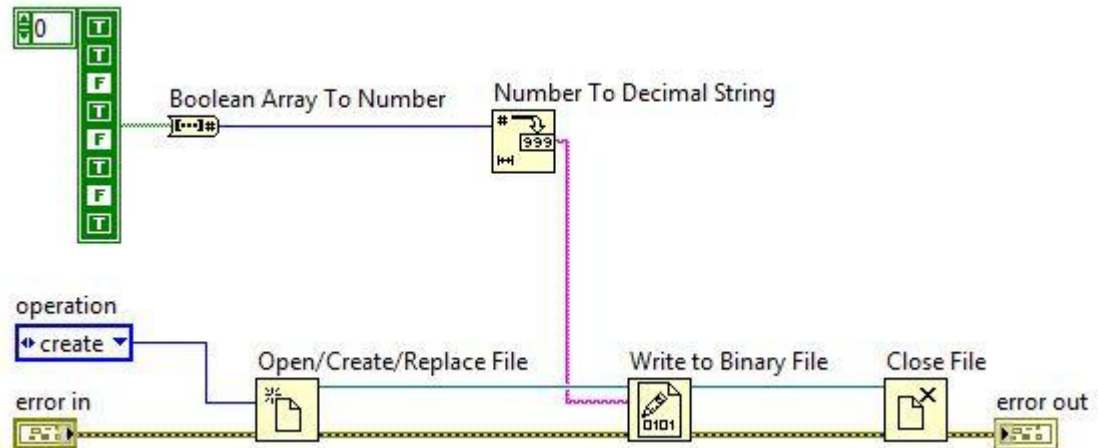 0
T
T
F
T
F
T
F
T
Boolean Array To Number
[···]#
Number To Decimal String
#
999
operation
create
Open/Create/Replace File
Write to Binary File
0101
Close File
error in
error out